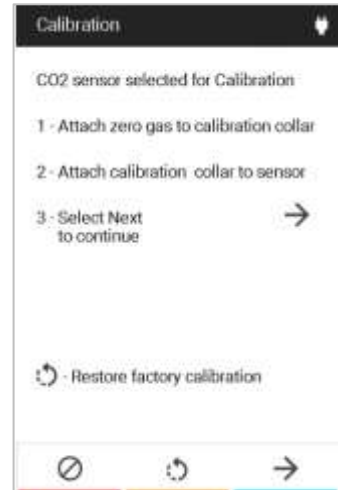 Calibration
CO2 sensor selected for Calibration
1 - Attach zero gas to calibration collar
2 - Attach calibration collar to sensor
3 - Select Next
to continue
- Restore factory calibration